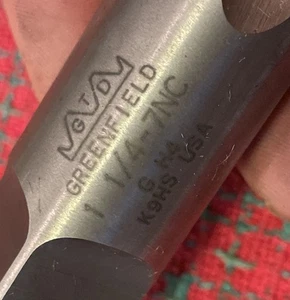 GTD
GREENFIELD
1 1/4-7NC
G H4
K9HS USA